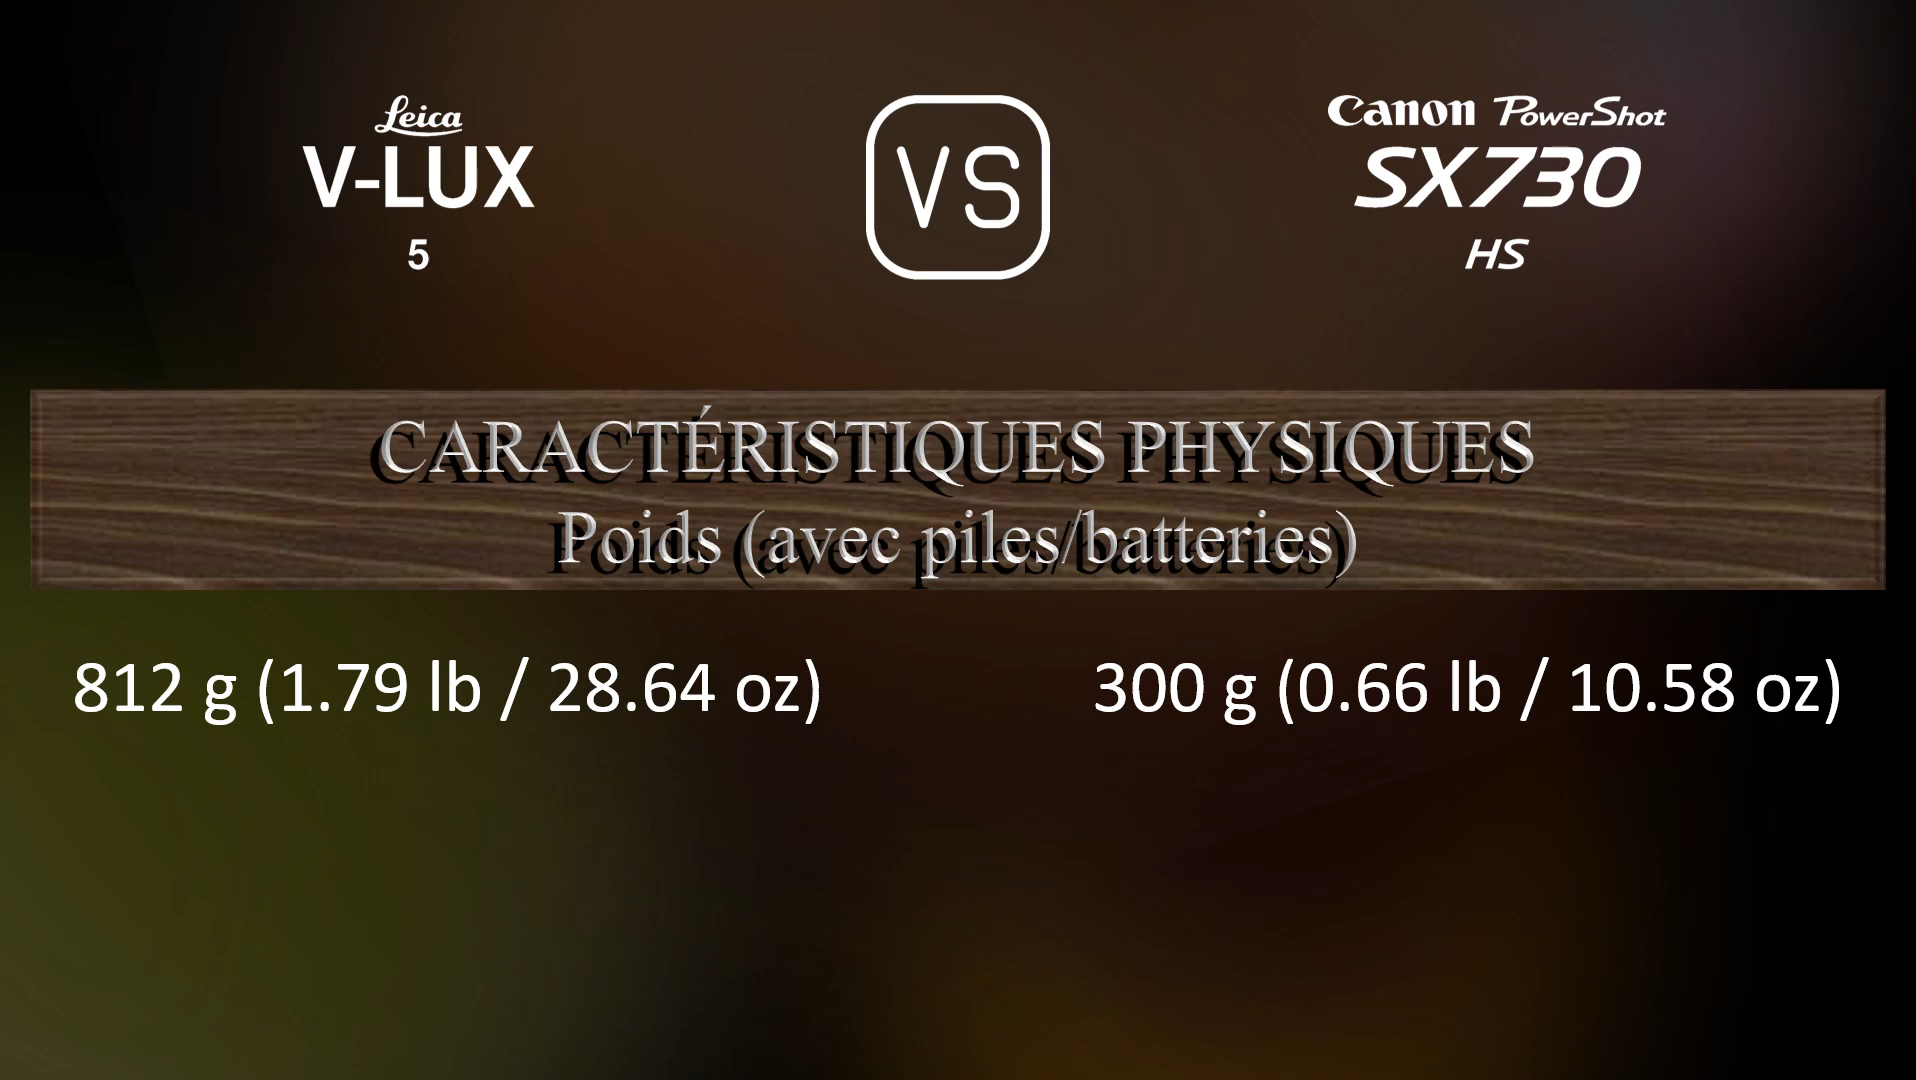 Leica
V-LUX
5
VS
Canon PowerShot
SX730
HS
CARACTÉRISTIQUES PHYSIQUES
Poids (avec piles/batteries)
812 g (1.79 lb / 28.64 oz)
300 g (0.66 lb / 10.58 oz)